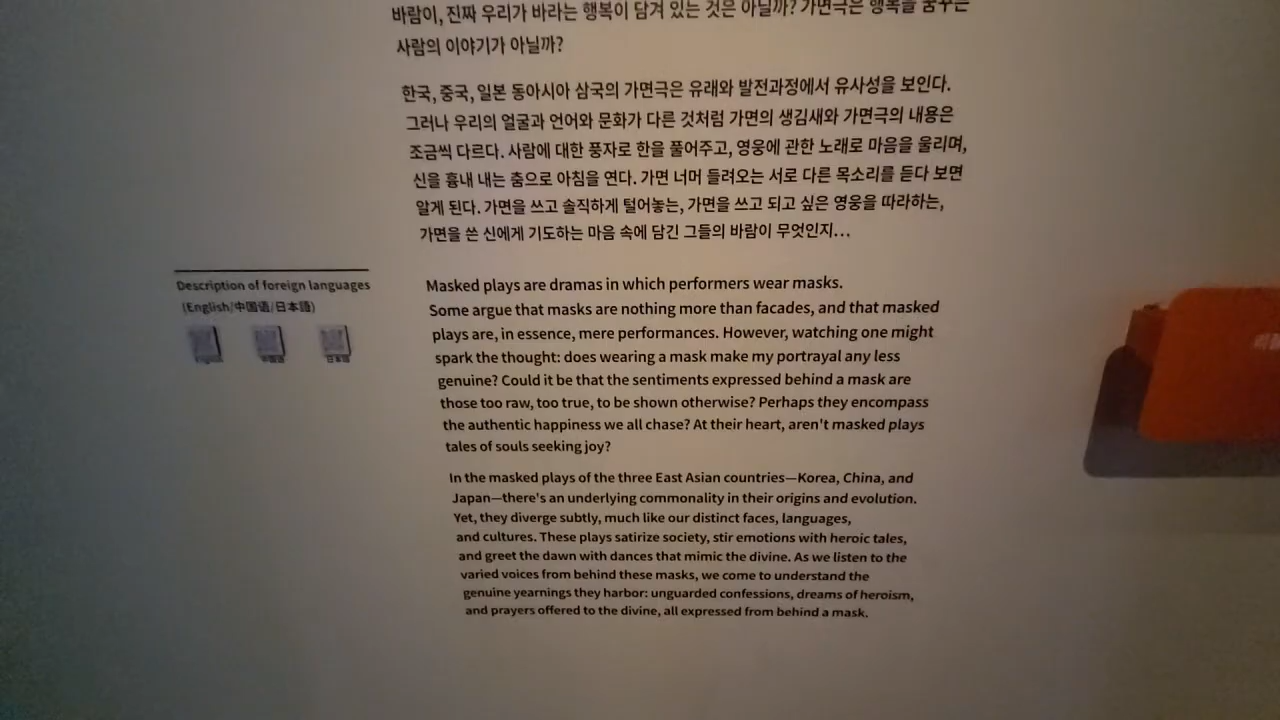 바람이, 진짜 우리가 바라는 행복이 담겨 있는 것은 아닐까? 가면극은 행복을 꿈꾸는
사람의 이야기가 아닐까?
한국, 중국, 일본 동아시아 삼국의 가면극은 유래와 발전과정에서 유사성을 보인다.
그러나 우리의 얼굴과 언어와 문화가 다른 것처럼 가면의 생김새와 가면극의 내용은
조금씩 다르다. 사람에 대한 풍자로 한을 풀어주고, 영웅에 관한 노래로 마음을 울리며,
신을 흉내 내는 춤으로 아침을 연다. 가면 너머 들려오는 서로 다른 목소리를 듣다 보면
알게 된다. 가면을 쓰고 솔직하게 털어놓는, 가면을 쓰고 되고 싶은 영웅을 따라하는,
가면을 쓴 신에게 기도하는 마음 속에 담긴 그들의 바람이 무엇인지...
Description of foreign languages
(English/中国语/日本語)
English 中国语 日本語
Masked plays are dramas in which performers wear masks.
Some argue that masks are nothing more than facades, and that masked
plays are, in essence, mere performances. However, watching one might
spark the thought: does wearing a mask make my portrayal any less
genuine? Could it be that the sentiments expressed behind a mask are
those too raw, too true, to be shown otherwise? Perhaps they encompass
the authentic happiness we all chase? At their heart, aren't masked plays
tales of souls seeking joy?
In the masked plays of the three East Asian countries—Korea, China, and
Japan—there's an underlying commonality in their origins and evolution.
Yet, they diverge subtly, much like our distinct faces, languages,
and cultures. These plays satirize society, stir emotions with heroic tales,
and greet the dawn with dances that mimic the divine. As we listen to the
varied voices from behind these masks, we come to understand the
genuine yearnings they harbor: unguarded confessions, dreams of heroism,
and prayers offered to the divine, all expressed from behind a mask.